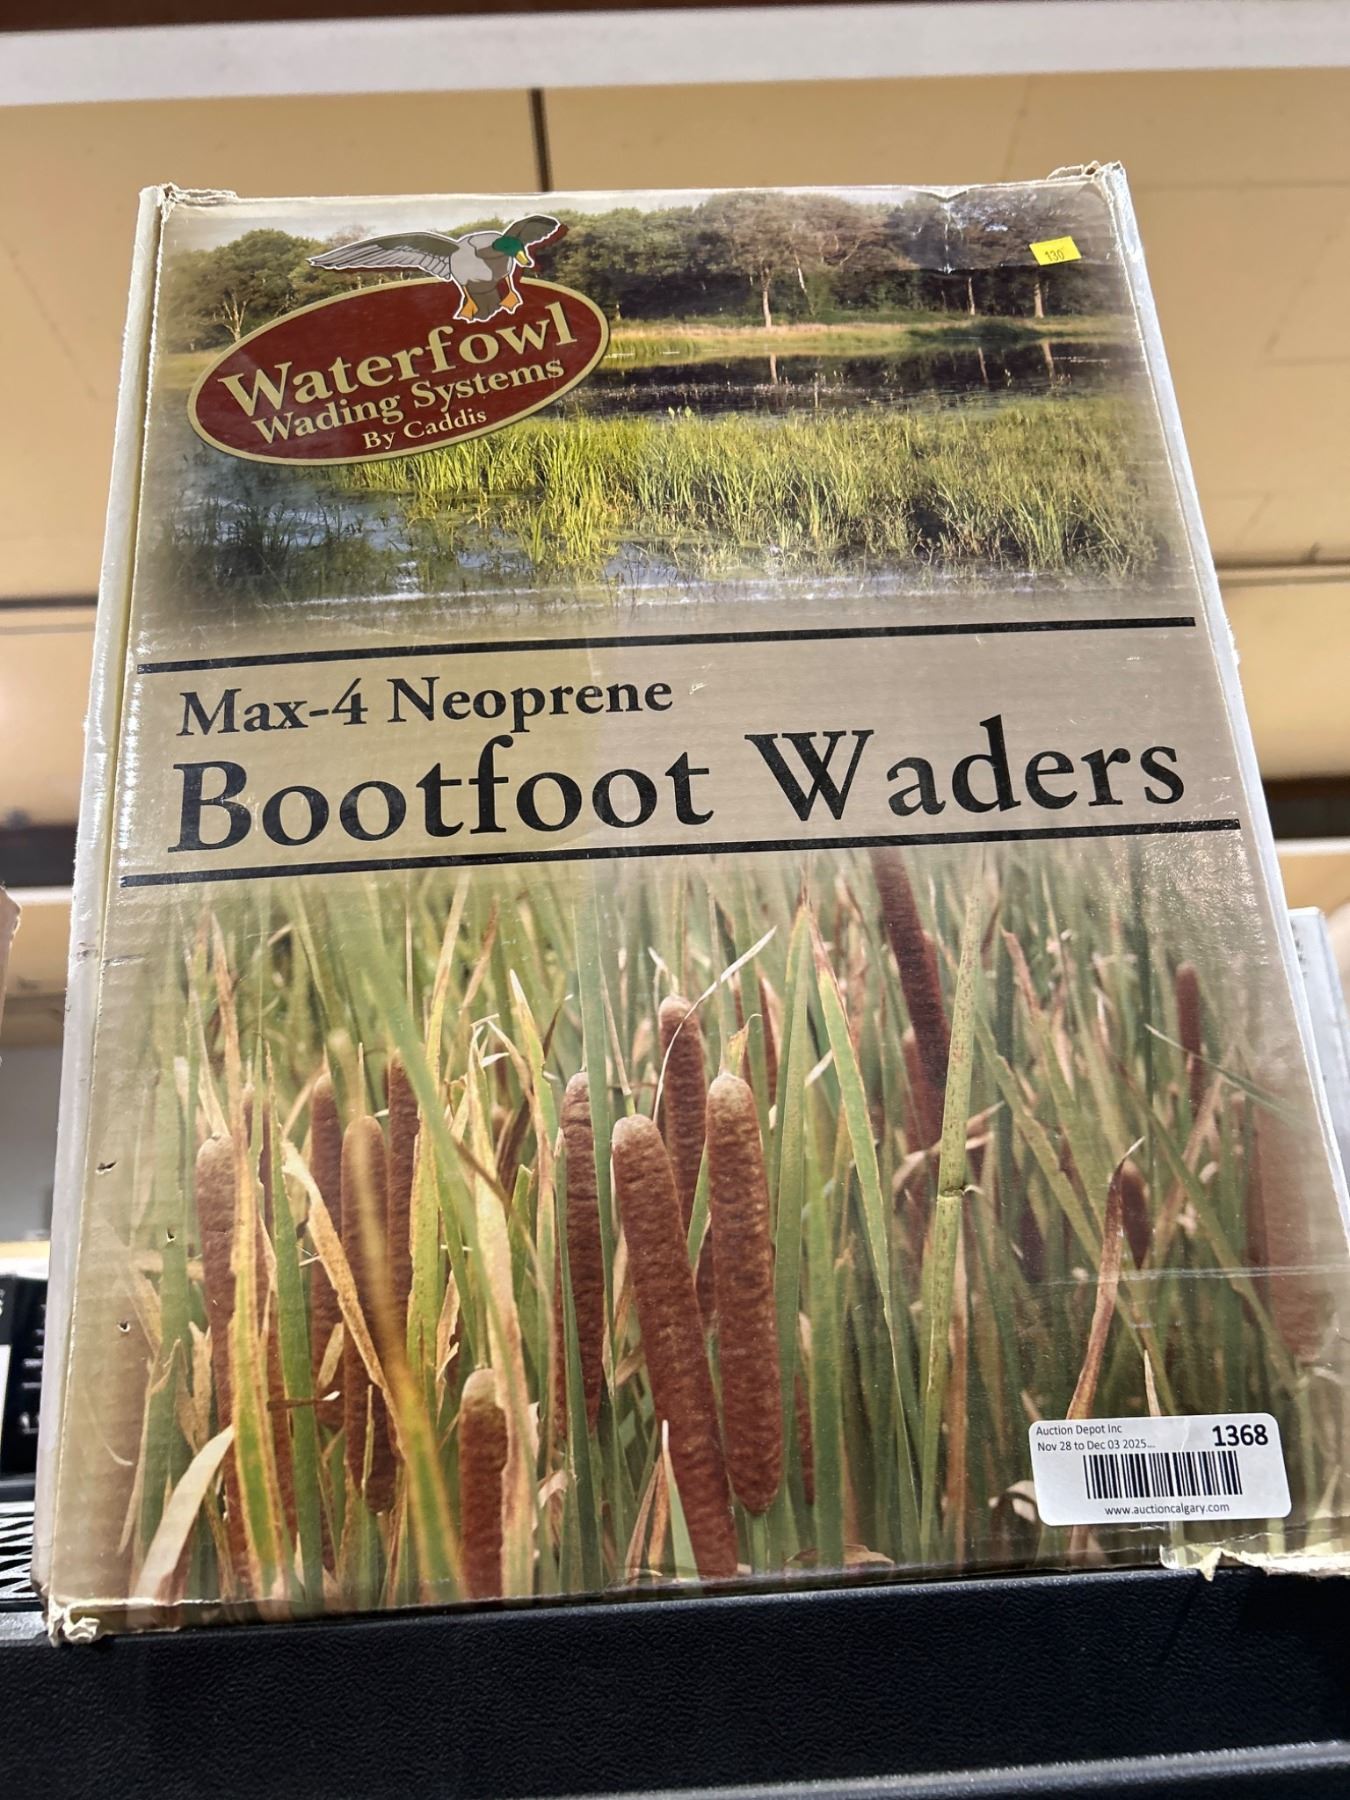 130
Waterfowl
Wading Systems
By Caddis
Max-4 Neoprene
Bootfoot Waders
Auction Depot Inc
1368
Nov 28 to Dec 03 2025...
www.auctioncalgary.com